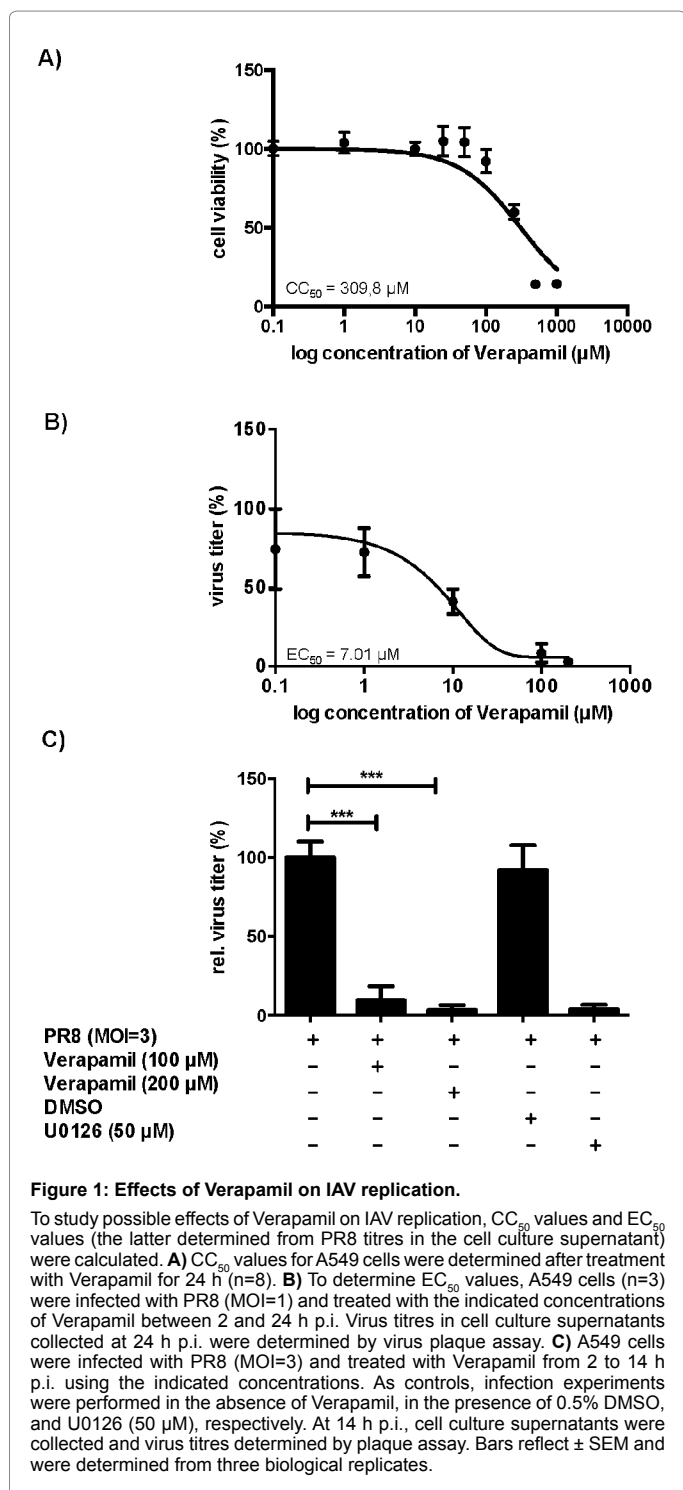 A)
150
100
50
0
cell viability (%)
CC50 = 309,8 µM
0.1 1 10 100 1000 10000
log concentration of Verapamil (µM)
B)
150
100
50
0
virus titer (%)
EC50 = 7.01 µM
0.1 1 10 100 1000
log concentration of Verapamil (µM)
C)
150
100
50
0
rel. virus titer (%)
***
***
PR8 (MOI=3) + + + + +
Verapamil (100 µM) – + – – –
Verapamil (200 µM) – – + – –
DMSO – – – + –
U0126 (50 µM) – – – – +
Figure 1: Effects of Verapamil on IAV replication.
To study possible effects of Verapamil on IAV replication, CC50 values and EC50
values (the latter determined from PR8 titres in the cell culture supernatant)
were calculated. A) CC50 values for A549 cells were determined after treatment
with Verapamil for 24 h (n=8). B) To determine EC50 values, A549 cells (n=3)
were infected with PR8 (MOI=1) and treated with the indicated concentrations
of Verapamil between 2 and 24 h p.i. Virus titres in cell culture supernatants
collected at 24 h p.i. were determined by virus plaque assay. C) A549 cells
were infected with PR8 (MOI=3) and treated with Verapamil from 2 to 14 h
p.i. using the indicated concentrations. As controls, infection experiments
were performed in the absence of Verapamil, in the presence of 0.5% DMSO,
and U0126 (50 µM), respectively. At 14 h p.i., cell culture supernatants were
collected and virus titres determined by plaque assay. Bars reflect ± SEM and
were determined from three biological replicates.